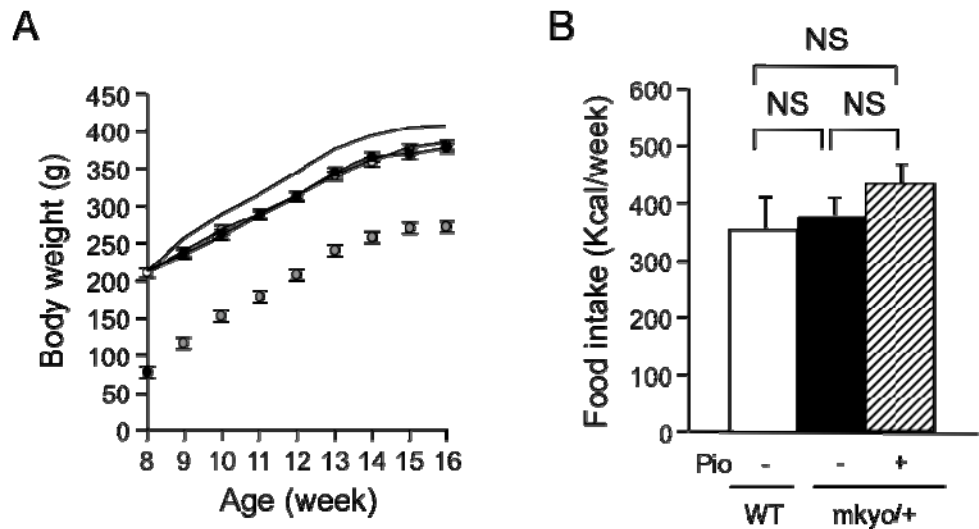 A
Body weight (g)
450
400
350
300
250
200
150
100
50
0
8 9 10 11 12 13 14 15 16
Age (week)
B
Food intake (Kcal/week)
600
500
400
300
200
100
0
NS
NS NS
Pio - - +
WT mkyo/+